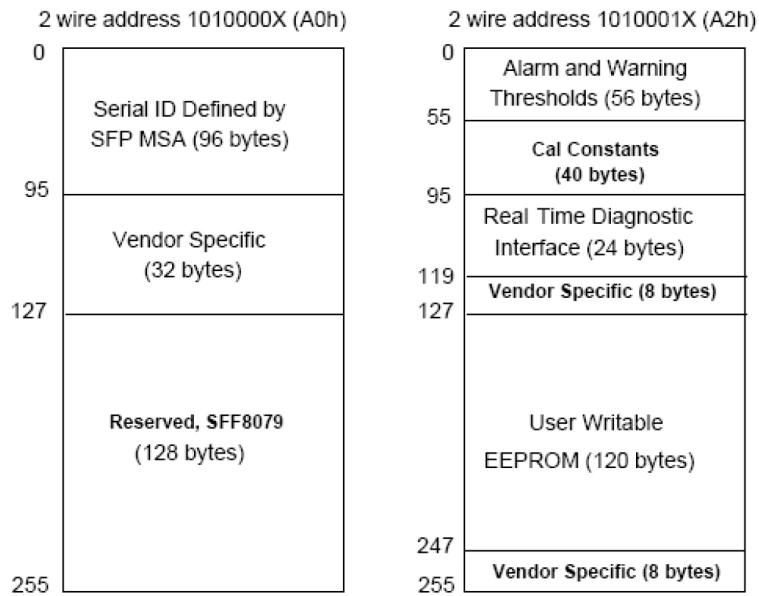 2 wire address 1010000X (A0h)
0
Serial ID Defined by
SFP MSA (96 bytes)
95
Vendor Specific
(32 bytes)
127
Reserved, SFF8079
(128 bytes)
255
2 wire address 1010001X (A2h)
0
Alarm and Warning
Thresholds (56 bytes)
55
Cal Constants
(40 bytes)
95
Real Time Diagnostic
Interface (24 bytes)
119
Vendor Specific (8 bytes)
127
User Writable
EEPROM (120 bytes)
247
Vendor Specific (8 bytes)
255